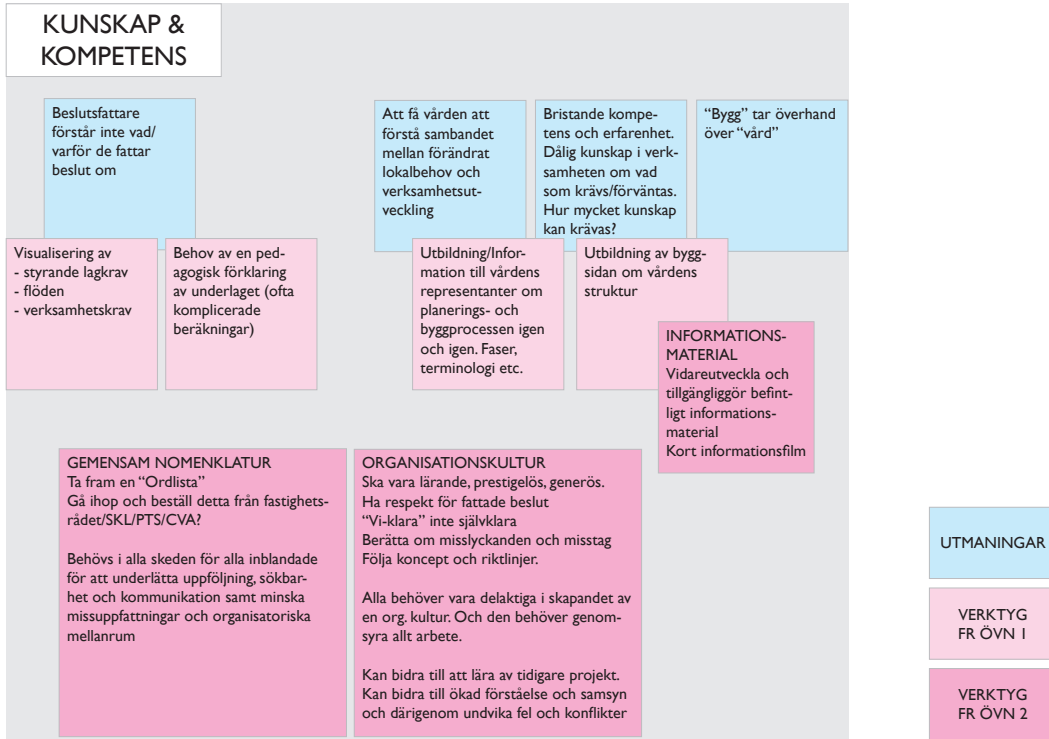 KUNSKAP &
KOMPETENS
Beslutsfattare
förstår inte vad/
varför de fattar
beslut om
Att få vården att
förstå sambandet
mellan förändrat
lokalbehov och
verksamhetsut-
veckling
Bristande kompe-
tens och erfarenhet.
Dålig kunskap i verk-
samheten om vad
som krävs/förväntas.
Hur mycket kunskap
kan krävas?
“Bygg” tar överhand
över “vård”
Visualisering av
- styrande lagkrav
- flöden
- verksamhetskrav
Behov av en ped-
agogisk förklaring
av underlaget (ofta
komplicerade
beräkningar)
Utbildning/Infor-
mation till vårdens
representanter om
planerings- och
byggprocessen igen
och igen. Faser,
terminologi etc.
Utbildning av bygg-
sidan om vårdens
struktur
INFORMATIONS-
MATERIAL
Vidareutveckla och
tillgängliggör befint-
ligt informations-
material
Kort informationsfilm
GEMENSAM NOMENKLATUR
Ta fram en “Ordlista”
Gå ihop och beställ detta från fastighets-
rådet/SKL/PTS/CVA?
Behövs i alla skeden för alla inblandade
för att underlätta uppföljning, sökbar-
het och kommunikation samt minska
missuppfattningar och organisatoriska
mellanrum
ORGANISATIONSKULTUR
Ska vara lärande, prestigelös, generös.
Ha respekt för fattade beslut
“Vi-klara” inte självklara
Berätta om misslyckanden och misstag
Följa koncept och riktlinjer.
Alla behöver vara delaktiga i skapandet av
en org. kultur. Och den behöver genom-
syra allt arbete.
Kan bidra till att lära av tidigare projekt.
Kan bidra till ökad förståelse och samsyn
och därigenom undvika fel och konflikter
UTMANINGAR
VERKTYG
FR ÖVN 1
VERKTYG
FR ÖVN 2